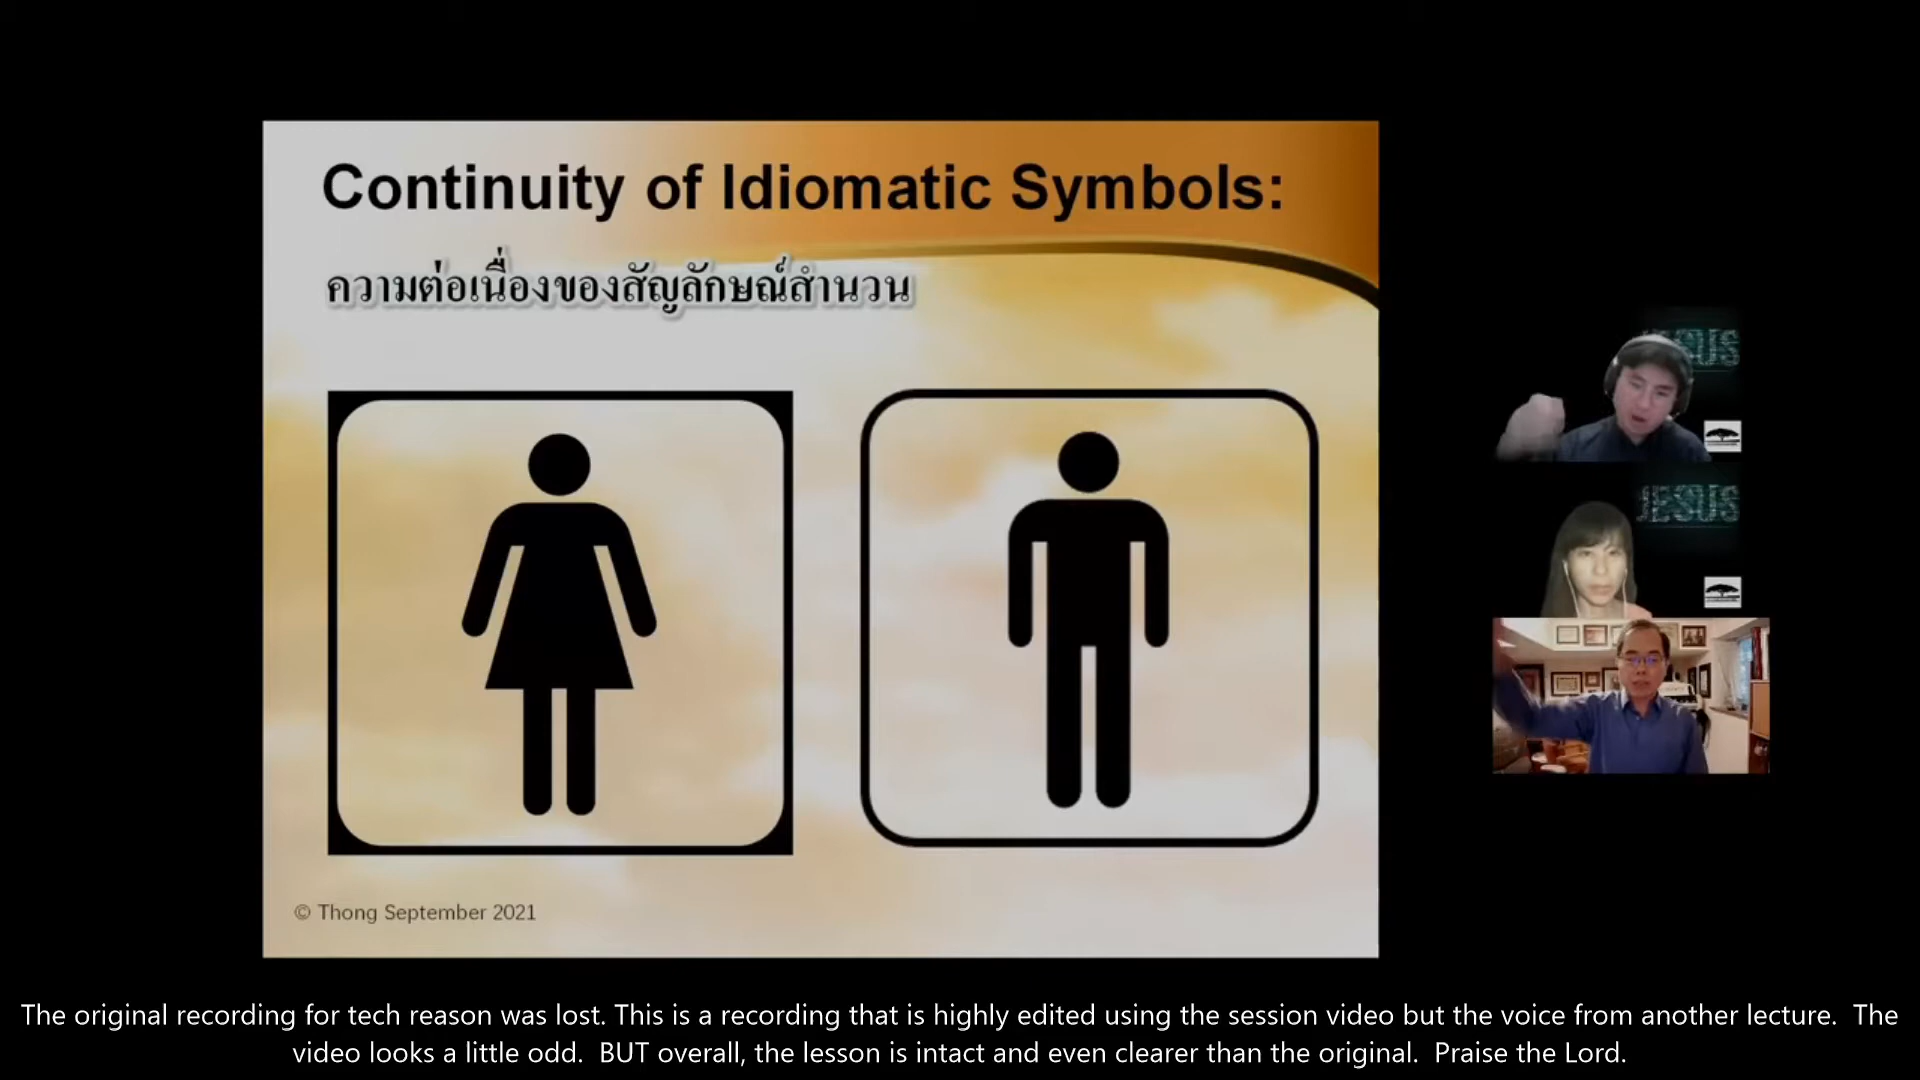 Continuity of Idiomatic Symbols:
ความต่อเนื่องของสัญลักษณ์สำนวน
© Thong September 2021
JESUS
JESUS
The original recording for tech reason was lost. This is a recording that is highly edited using the session video but the voice from another lecture.  The
video looks a little odd.  BUT overall, the lesson is intact and even clearer than the original.  Praise the Lord.